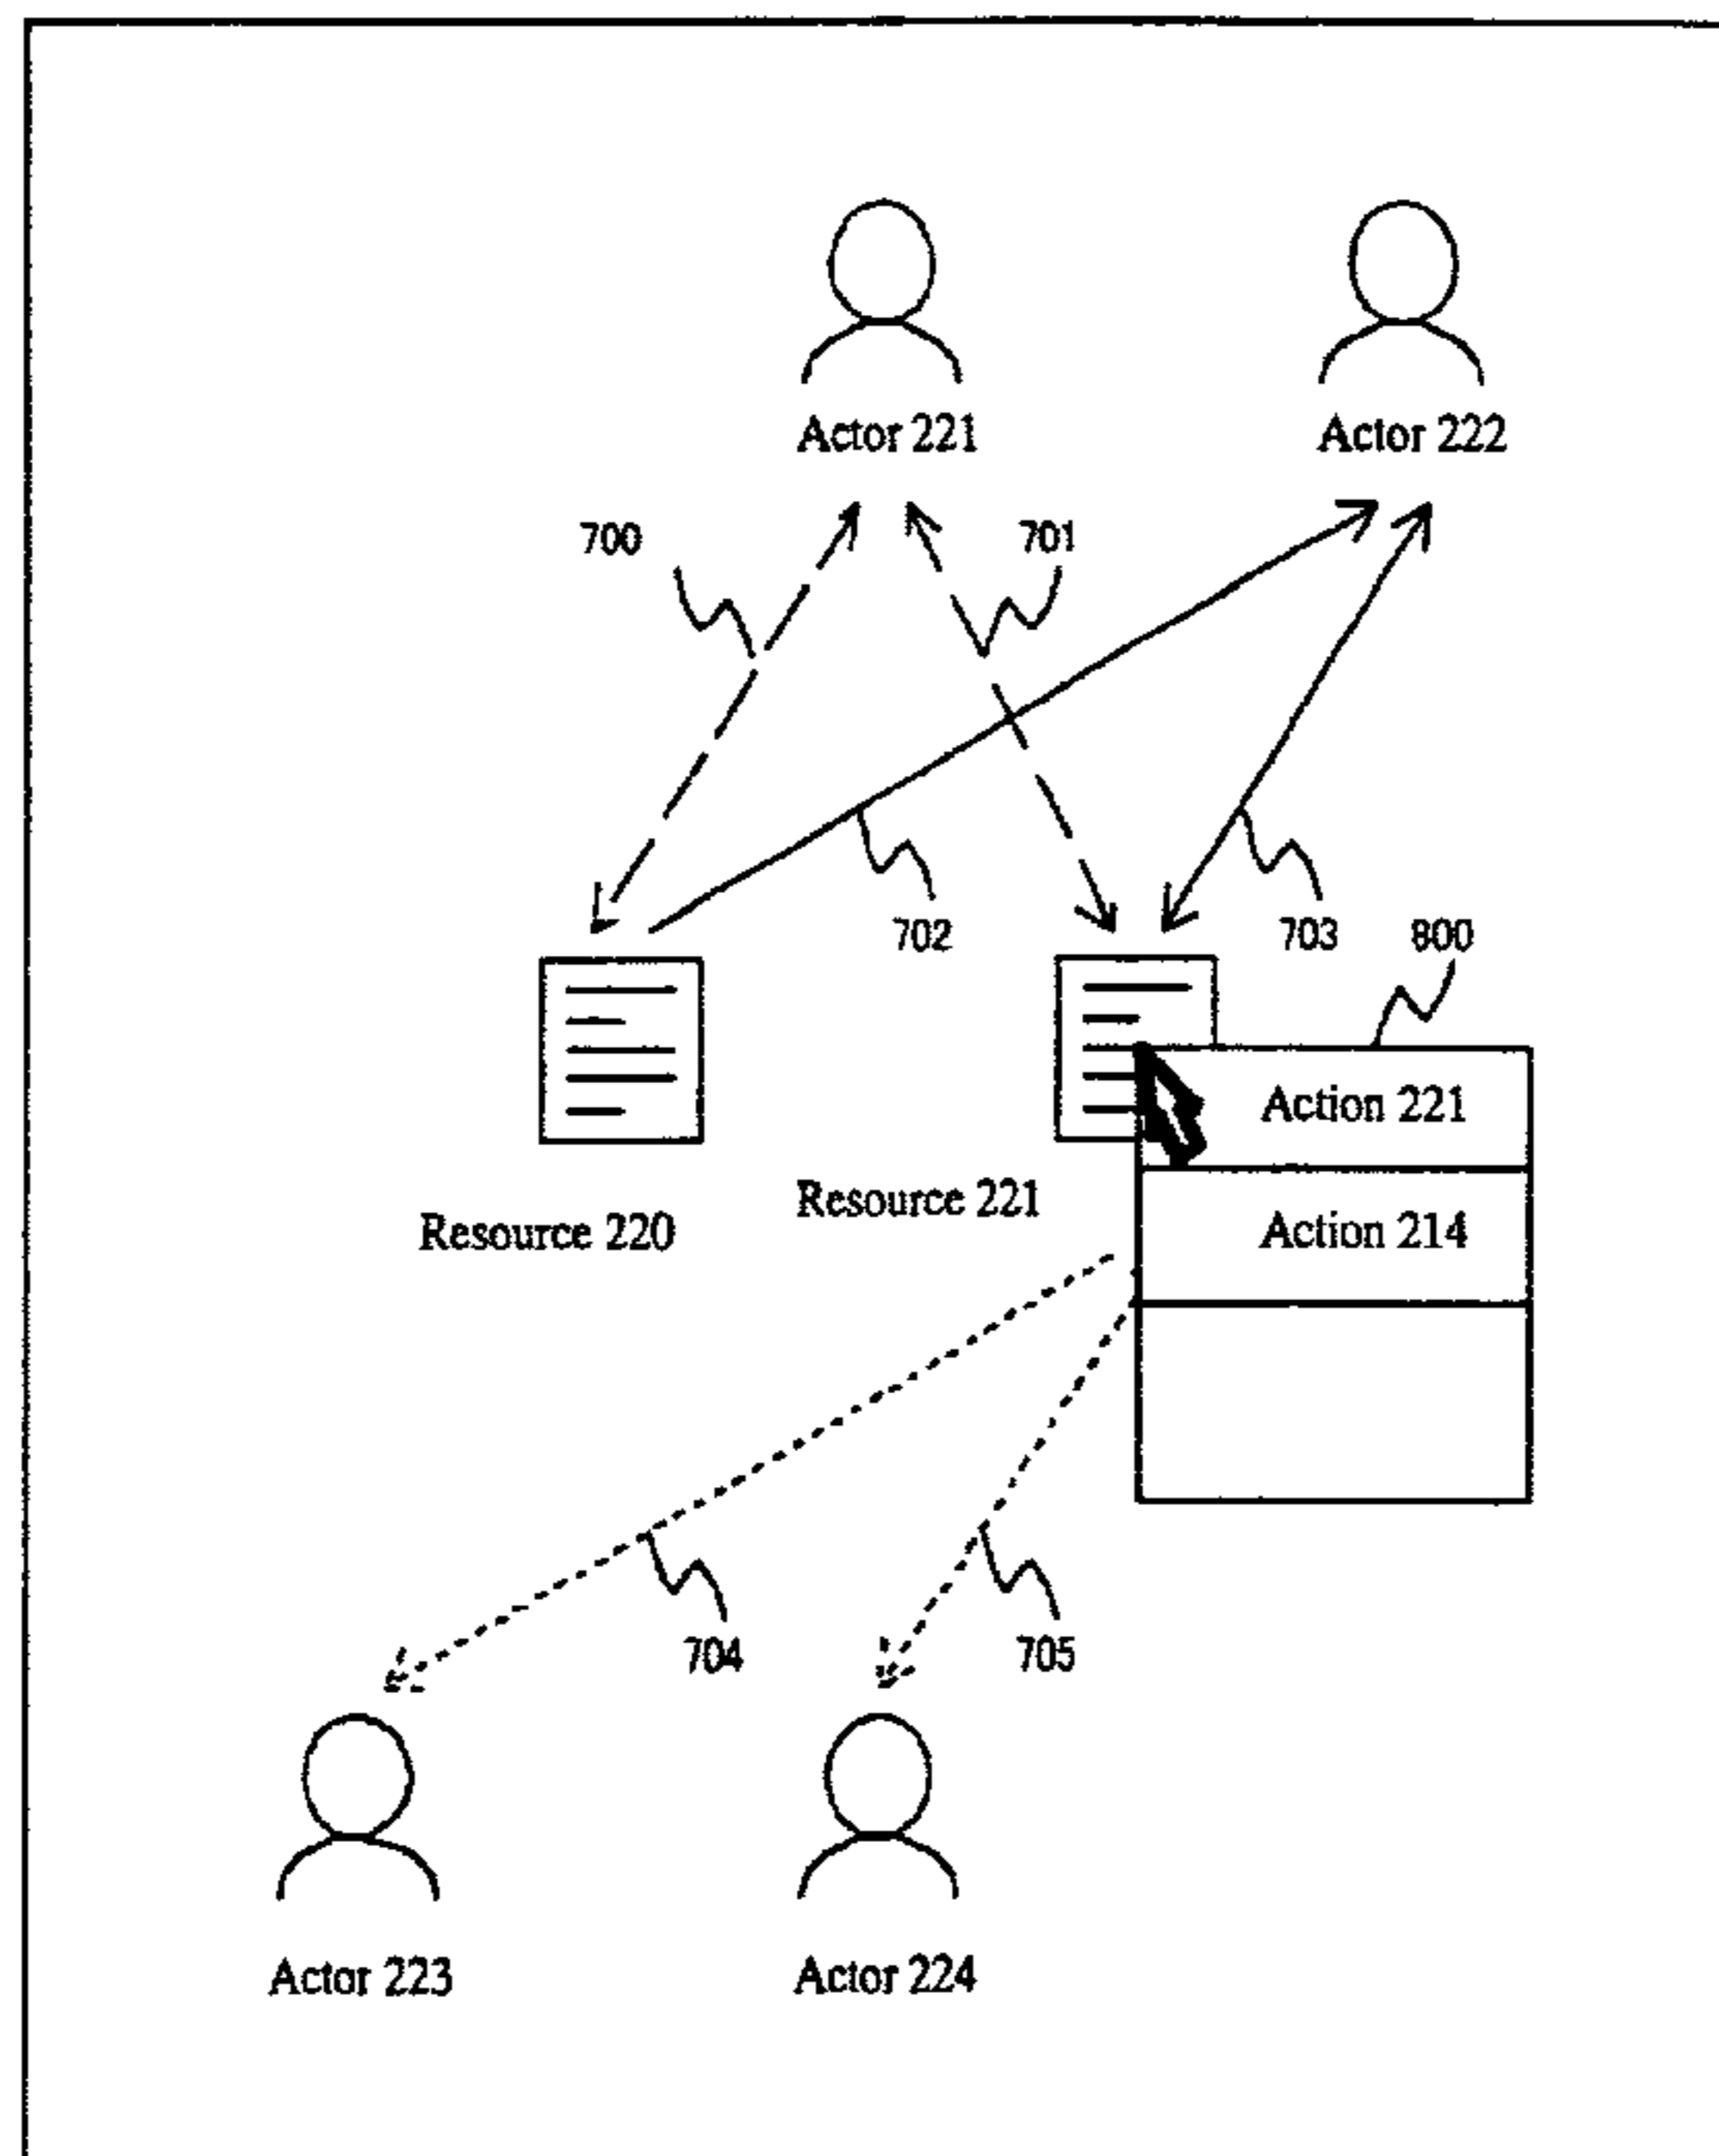 Actor 221
Actor 222
700
701
702
703
800
Action 221
Resource 221
Action 214
Resource 220
704
705
Actor 223
Actor 224